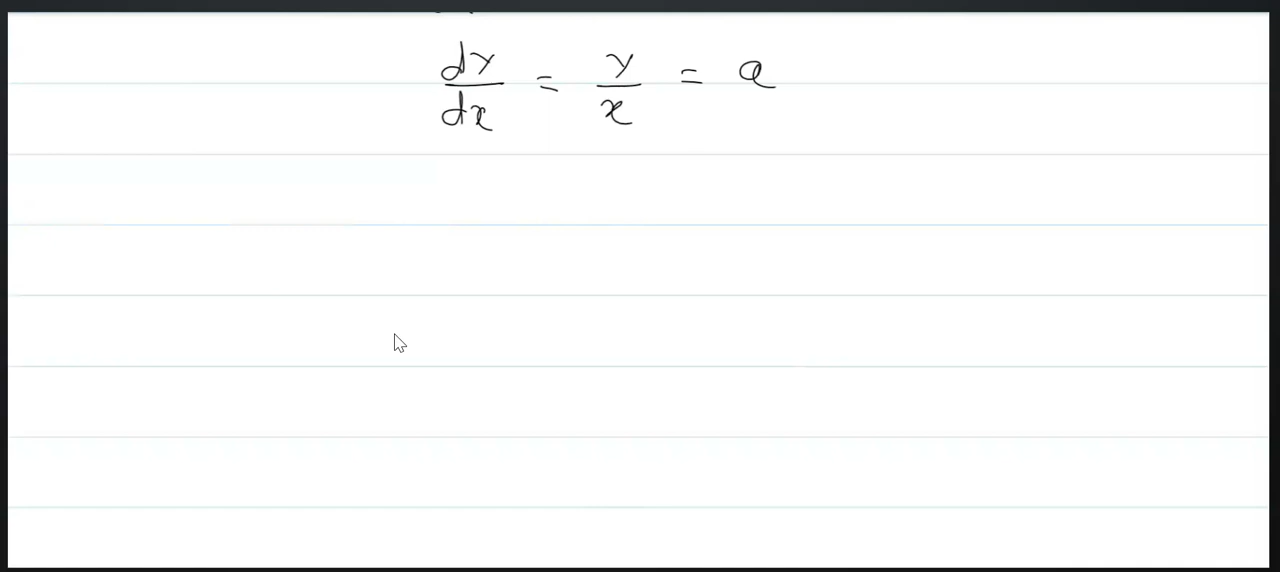 dy/dx = y/x = a